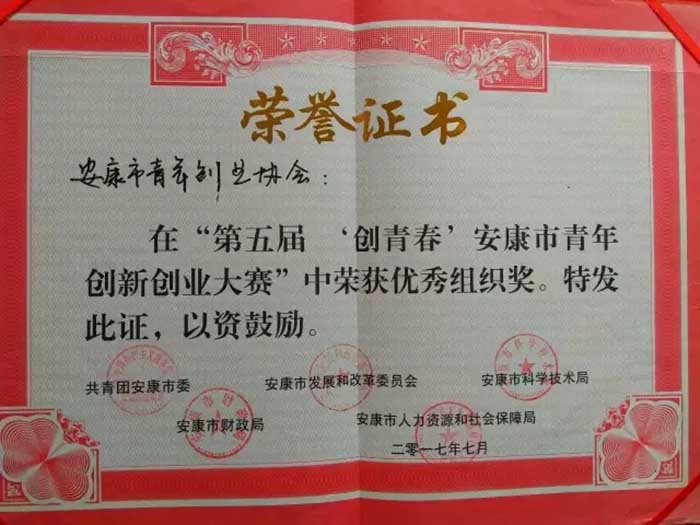 荣誉证书
安康市青年创业协会：
在“第五届 ‘创青春’安康市青年
创新创业大赛”中荣获优秀组织奖。特发
此证，以资鼓励。
共青团安康市委 安康市发展和改革委员会 安康市科学技术局
安康市财政局 安康市人力资源和社会保障局
二〇一七年七月